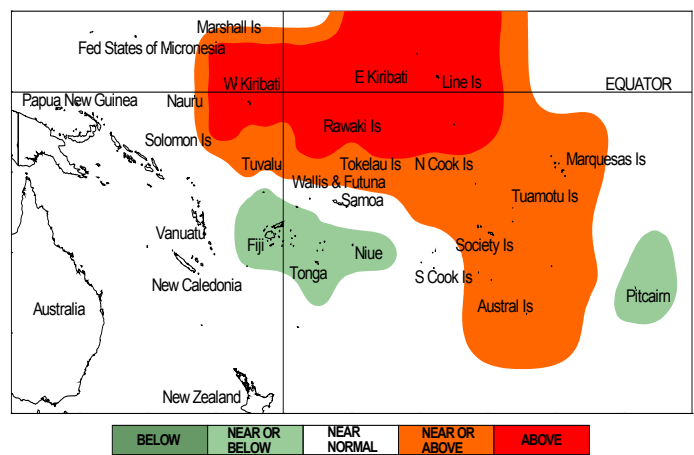 Marshall Is
Fed States of Micronesia
W Kiribati
E Kiribati
Line Is
EQUATOR
Papua New Guinea
Nauru
Rawaki Is
Solomon Is
Tuvalu
Tokelau Is
N Cook Is
Marquesas Is
Wallis & Futuna
Samoa
Tuamotu Is
Vanuatu
Fiji
Niue
Society Is
Tonga
New Caledonia
S Cook Is
Pitcairn
Australia
Austral Is
New Zealand
BELOW
NEAR OR
BELOW
NEAR
NORMAL
NEAR OR
ABOVE
ABOVE